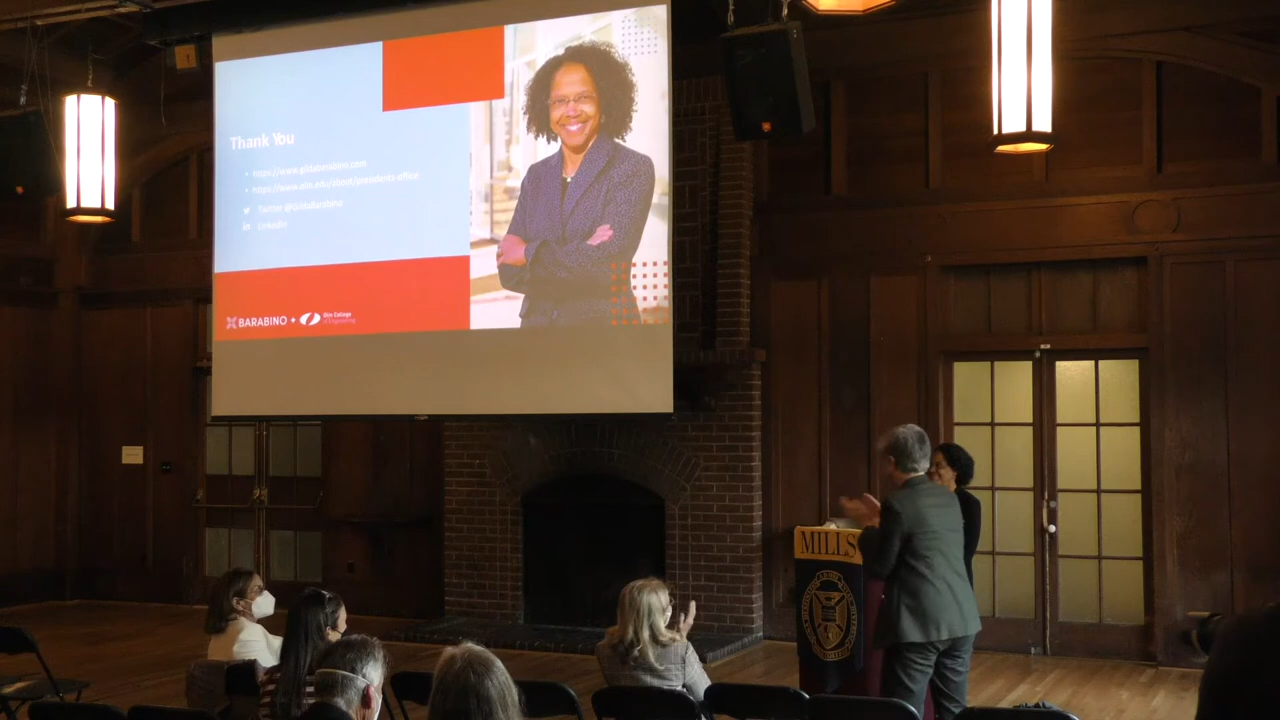 Thank You
• https://www.gildabarabino.com
• https://www.olin.edu/about/presidents-office
Twitter @GildaBarabino
in LinkedIn
BARABINO + Olin College
of Engineering
MILLS